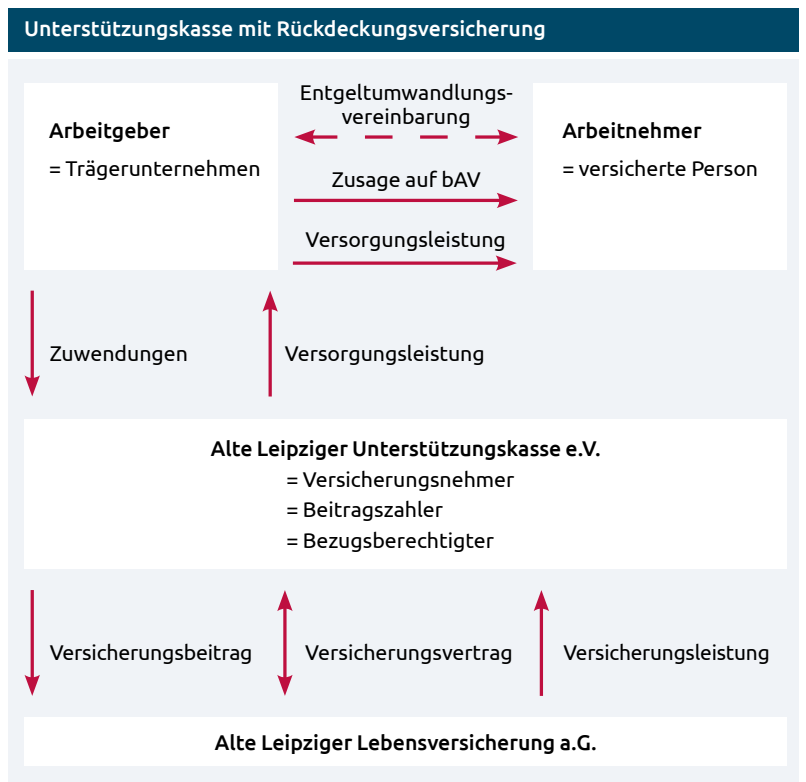 Unterstützungskasse mit Rückdeckungsversicherung
Arbeitgeber
= Trägerunternehmen
Entgeltumwandlungs-
vereinbarung
Zusage auf bAV
Versorgungsleistung
Arbeitnehmer
= versicherte Person
Zuwendungen
Versorgungsleistung
Alte Leipziger Unterstützungskasse e.V.
= Versicherungsnehmer
= Beitragszahler
= Bezugsberechtigter
Versicherungsbeitrag
Versicherungsvertrag
Versicherungsleistung
Alte Leipziger Lebensversicherung a.G.